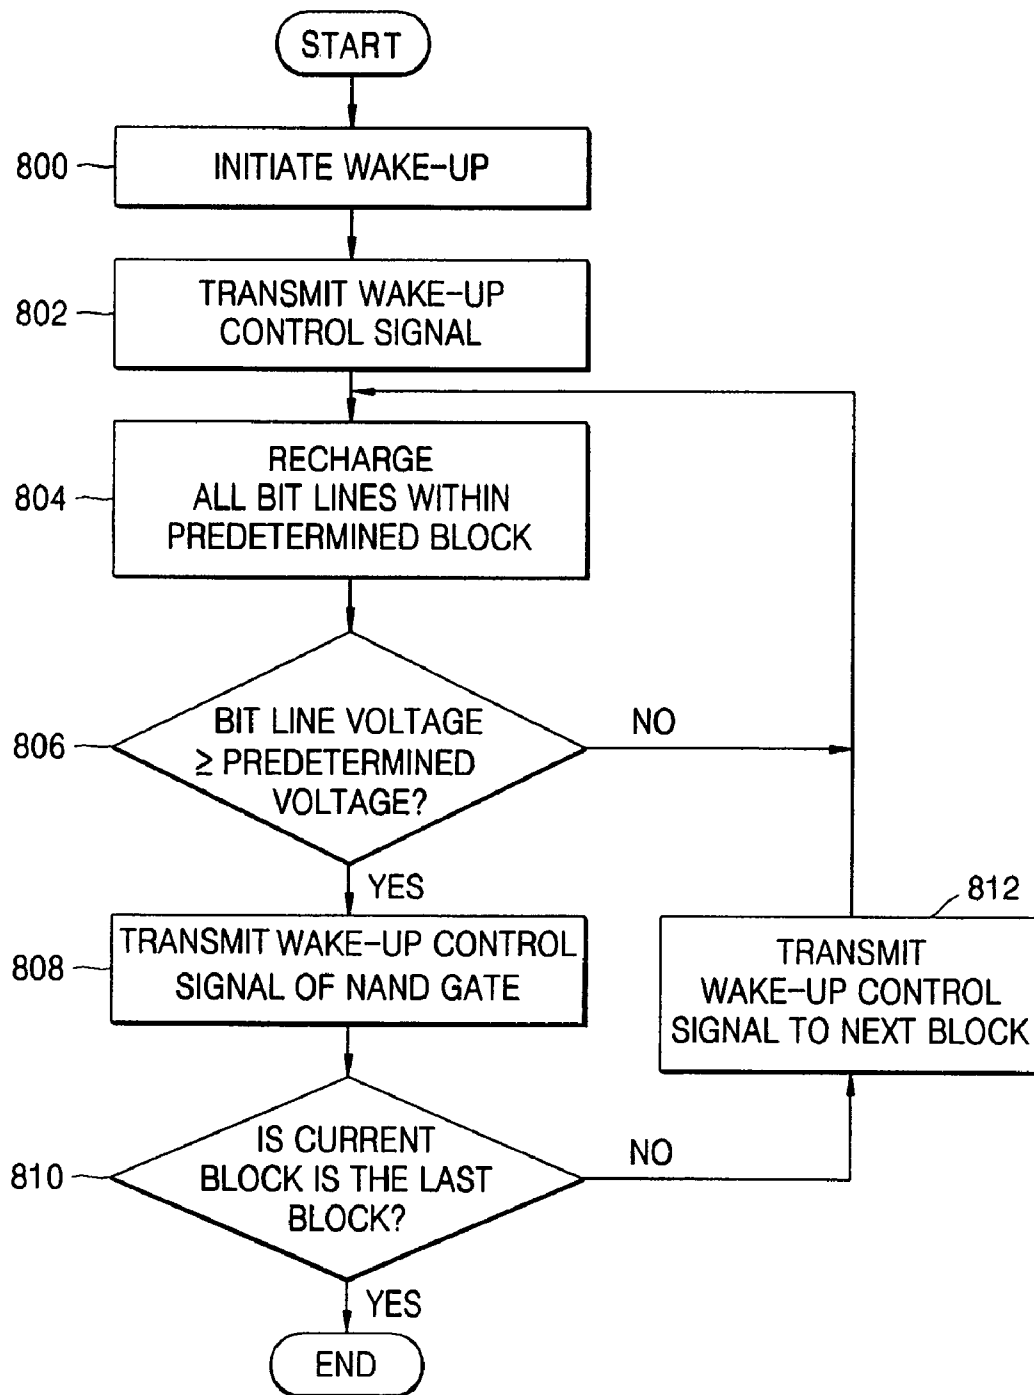 START
800
INITIATE WAKE-UP
802
TRANSMIT WAKE-UP
CONTROL SIGNAL
804
RECHARGE
ALL BIT LINES WITHIN
PREDETERMINED BLOCK
806
BIT LINE VOLTAGE
≥ PREDETERMINED
VOLTAGE?
NO
YES
808
TRANSMIT WAKE-UP CONTROL
SIGNAL OF NAND GATE
812
TRANSMIT
WAKE-UP CONTROL
SIGNAL TO NEXT BLOCK
810
IS CURRENT
BLOCK IS THE LAST
BLOCK?
NO
YES
END